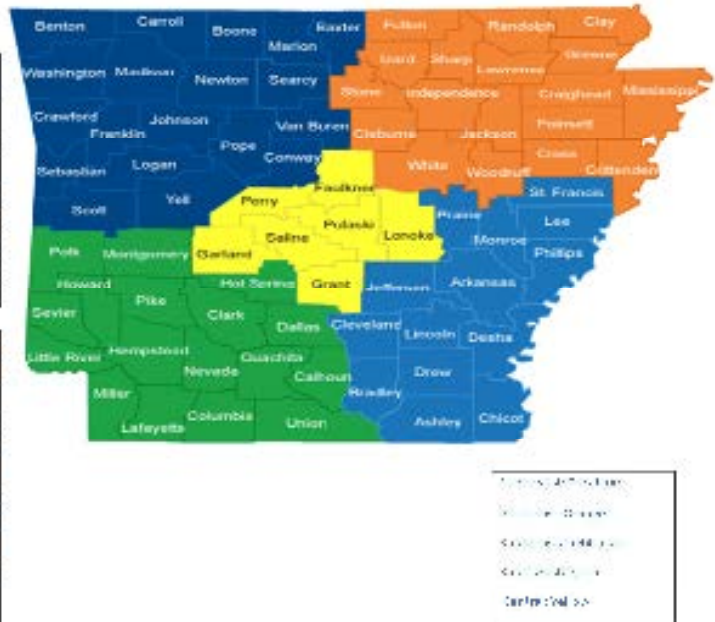 Benton Carroll Boone Baxter Fulton Randolph Clay
Marion Izard Sharp Lawrence Greene
Washington Madison Newton Searcy
Stone Independence Craighead Mississippi
Crawford Franklin Johnson Van Buren Cleburne Jackson Poinsett
Pope Conway White Woodruff Cross Crittenden
Sebastian Logan
Faulkner St. Francis
Scott Yell Perry Pulaski Lonoke Prairie Lee
Saline Monroe Phillips
Polk Montgomery Garland
Howard Hot Spring Grant Jefferson Arkansas
Sevier Pike Clark Dallas Cleveland Lincoln Desha
Little River Hempstead Nevada Ouachita Calhoun Drew
Miller Bradley
Lafayette Columbia Union Ashley Chicot